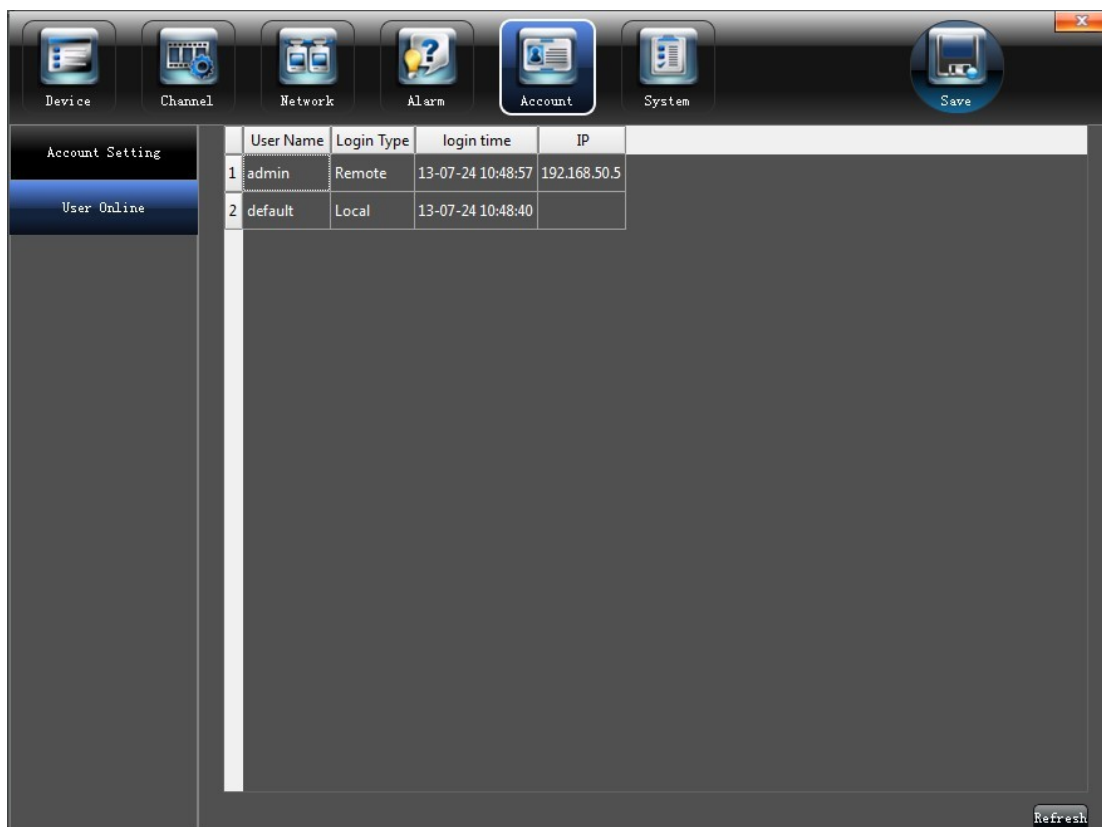 Device Channel Network Alarm Account System Save
Account Setting
User Online
User Name Login Type login time IP
1 admin Remote 13-07-24 10:48:57 192.168.50.5
2 default Local 13-07-24 10:48:40
Refresh